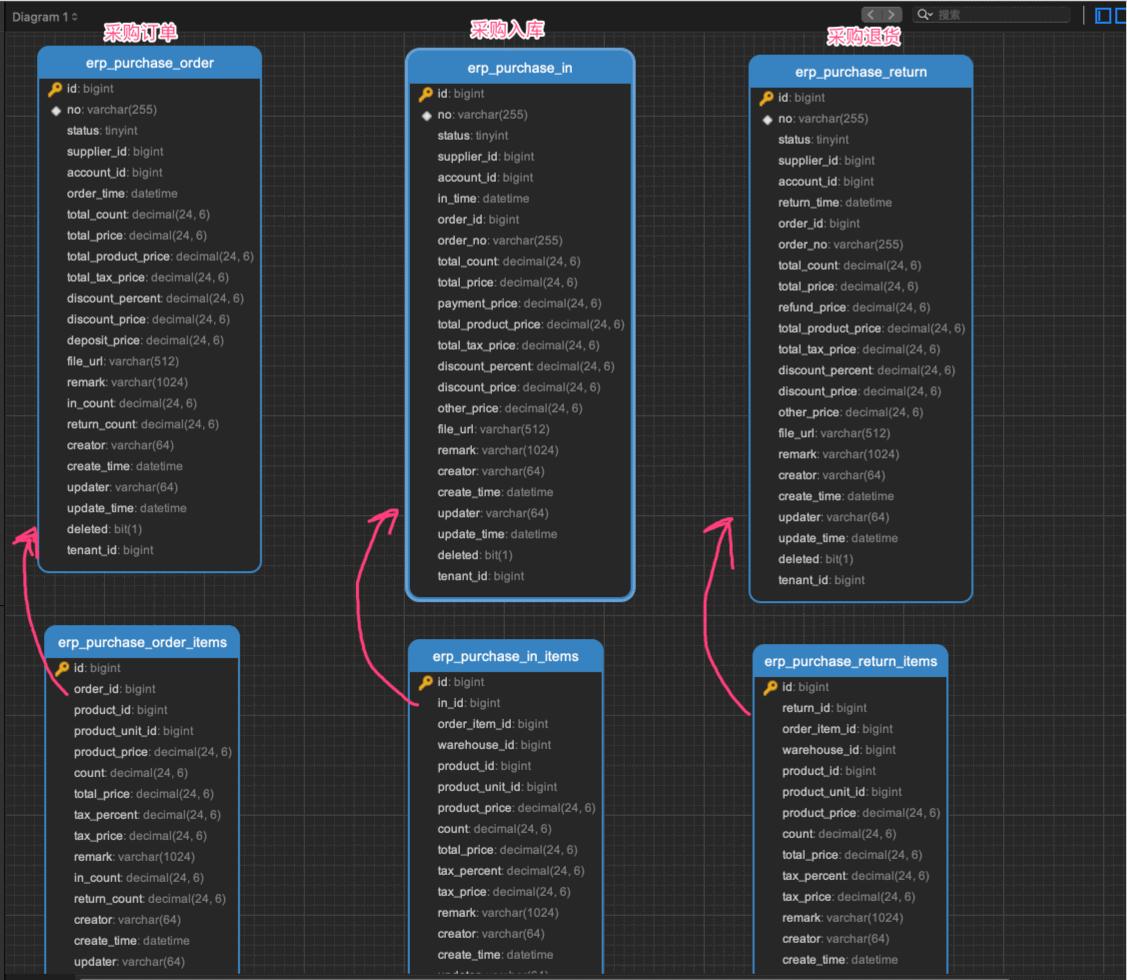 Diagram 1
搜索
采购订单
erp_purchase_order
id: bigint
no: varchar(255)
status: tinyint
supplier_id: bigint
account_id: bigint
order_time: datetime
total_count: decimal(24, 6)
total_price: decimal(24, 6)
total_product_price: decimal(24, 6)
total_tax_price: decimal(24, 6)
discount_percent: decimal(24, 6)
discount_price: decimal(24, 6)
deposit_price: decimal(24, 6)
file_url: varchar(512)
remark: varchar(1024)
in_count: decimal(24, 6)
return_count: decimal(24, 6)
creator: varchar(64)
create_time: datetime
updater: varchar(64)
update_time: datetime
deleted: bit(1)
tenant_id: bigint
采购入库
erp_purchase_in
id: bigint
no: varchar(255)
status: tinyint
supplier_id: bigint
account_id: bigint
in_time: datetime
order_id: bigint
order_no: varchar(255)
total_count: decimal(24, 6)
total_price: decimal(24, 6)
payment_price: decimal(24, 6)
total_product_price: decimal(24, 6)
total_tax_price: decimal(24, 6)
discount_percent: decimal(24, 6)
discount_price: decimal(24, 6)
other_price: decimal(24, 6)
file_url: varchar(512)
remark: varchar(1024)
creator: varchar(64)
create_time: datetime
updater: varchar(64)
update_time: datetime
deleted: bit(1)
tenant_id: bigint
采购退货
erp_purchase_return
id: bigint
no: varchar(255)
status: tinyint
supplier_id: bigint
account_id: bigint
return_time: datetime
order_id: bigint
order_no: varchar(255)
total_count: decimal(24, 6)
total_price: decimal(24, 6)
refund_price: decimal(24, 6)
total_product_price: decimal(24, 6)
total_tax_price: decimal(24, 6)
discount_percent: decimal(24, 6)
discount_price: decimal(24, 6)
other_price: decimal(24, 6)
file_url: varchar(512)
remark: varchar(1024)
creator: varchar(64)
create_time: datetime
updater: varchar(64)
update_time: datetime
deleted: bit(1)
tenant_id: bigint
erp_purchase_order_items
id: bigint
order_id: bigint
product_id: bigint
product_unit_id: bigint
product_price: decimal(24, 6)
count: decimal(24, 6)
total_price: decimal(24, 6)
tax_percent: decimal(24, 6)
tax_price: decimal(24, 6)
remark: varchar(1024)
in_count: decimal(24, 6)
return_count: decimal(24, 6)
creator: varchar(64)
create_time: datetime
updater: varchar(64)
erp_purchase_in_items
id: bigint
in_id: bigint
order_item_id: bigint
warehouse_id: bigint
product_id: bigint
product_unit_id: bigint
product_price: decimal(24, 6)
count: decimal(24, 6)
total_price: decimal(24, 6)
tax_percent: decimal(24, 6)
tax_price: decimal(24, 6)
remark: varchar(1024)
creator: varchar(64)
create_time: datetime
erp_purchase_return_items
id: bigint
return_id: bigint
order_item_id: bigint
warehouse_id: bigint
product_id: bigint
product_unit_id: bigint
product_price: decimal(24, 6)
count: decimal(24, 6)
total_price: decimal(24, 6)
tax_percent: decimal(24, 6)
tax_price: decimal(24, 6)
remark: varchar(1024)
creator: varchar(64)
create_time: datetime